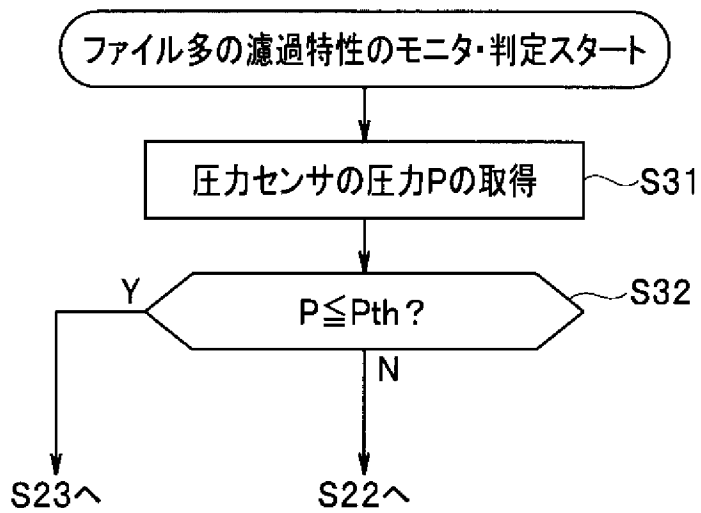 ファイル多の濾過特性のモニタ・判定スタート
圧力センサの圧力Pの取得
S31
P≦Pth?
S32
Y
N
S23へ
S22へ